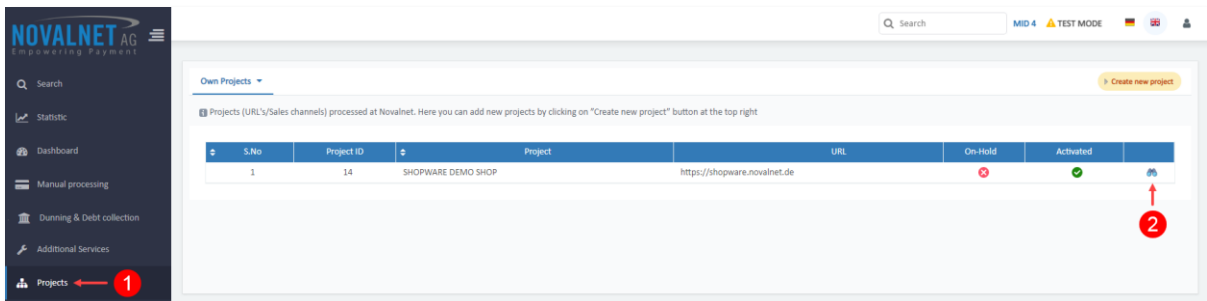 NOVALNET AG
Empowering Payment
Search
MID 4 TEST MODE
Search
Statistic
Dashboard
Manual processing
Dunning & Debt collection
Additional Services
Projects
1
Own Projects
Create new project
Projects (URL's/Sales channels) processed at Novalnet. Here you can add new projects by clicking on "Create new project" button at the top right
S.No Project ID Project URL On-Hold Activated
1 14 SHOPWARE DEMO SHOP https://shopware.novalnet.de
2